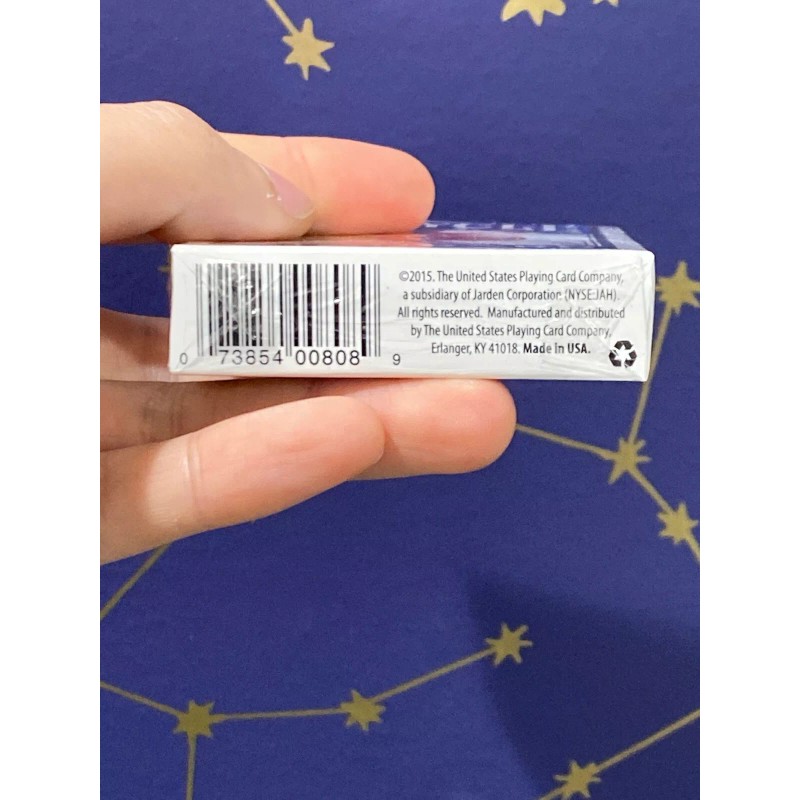 ©2015. The United States Playing Card Company,
a subsidiary of Jarden Corporation (NYSE:JAH).
All rights reserved. Manufactured and distributed
by The United States Playing Card Company,
Erlanger, KY 41018. Made In USA.
0 73854 00808 9